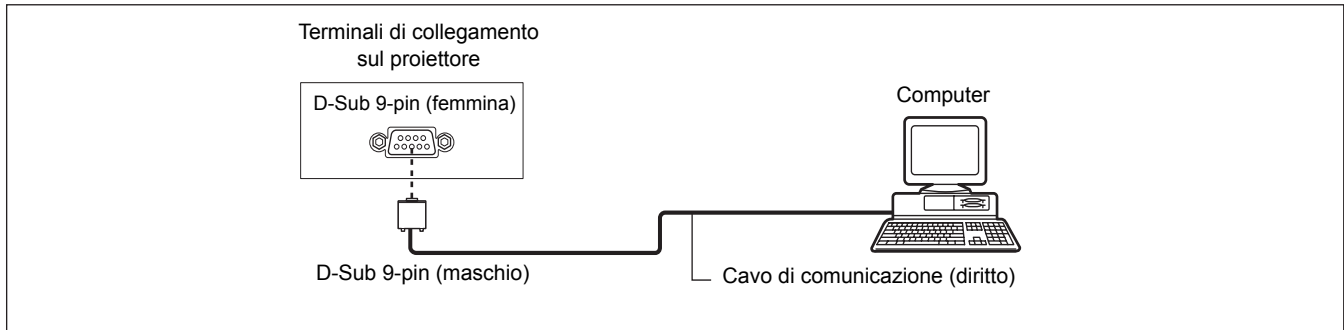 Terminali di collegamento
sul proiettore
D-Sub 9-pin (femmina)
Computer
D-Sub 9-pin (maschio)
Cavo di comunicazione (diritto)